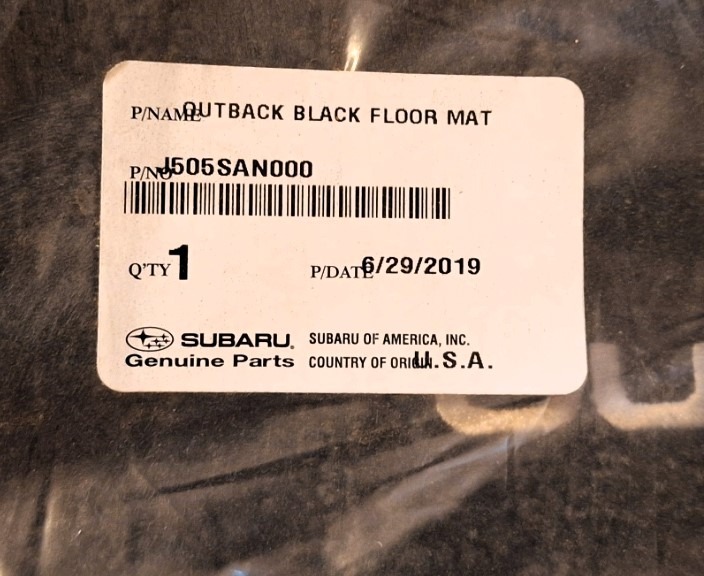 P/NAME OUTBACK BLACK FLOOR MAT
P/NO J505SAN000
Q'TY 1 P/DATE 6/29/2019
SUBARU. SUBARU OF AMERICA, INC.
Genuine Parts COUNTRY OF ORIGIN U.S.A.